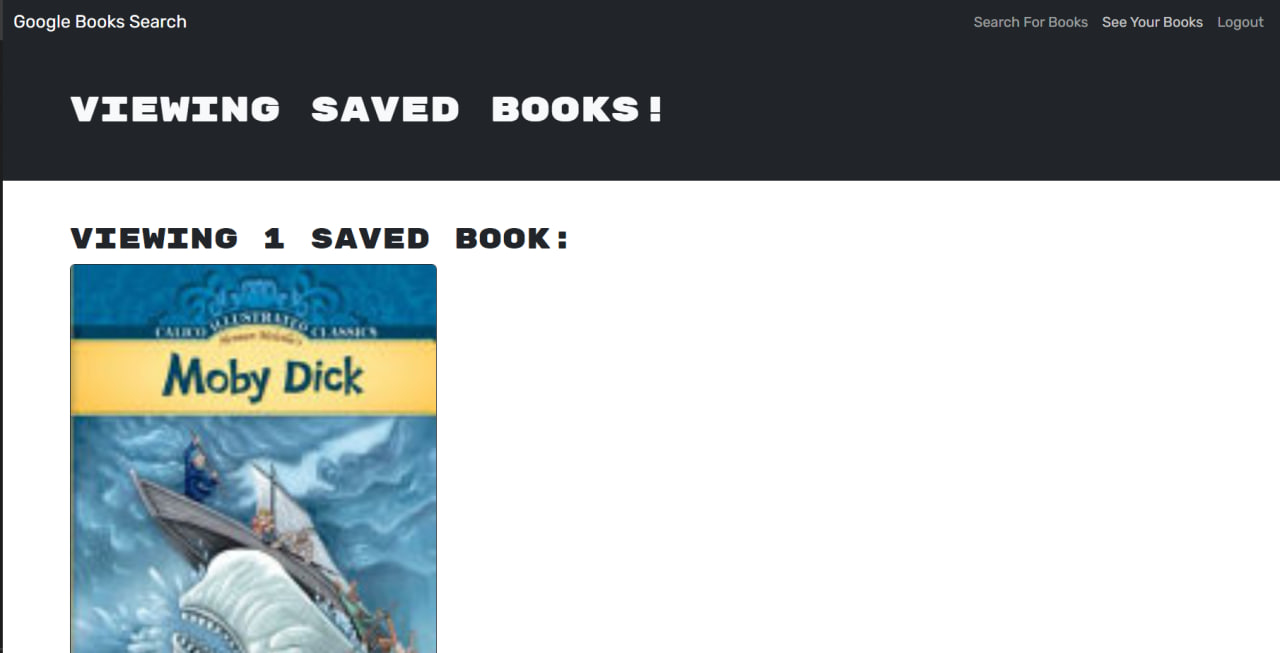 Google Books Search
Search For Books See Your Books Logout
VIEWING SAVED BOOKS!
VIEWING 1 SAVED BOOK:
CALICO ILLUSTRATED CLASSICS
Herman Melville's
Moby Dick